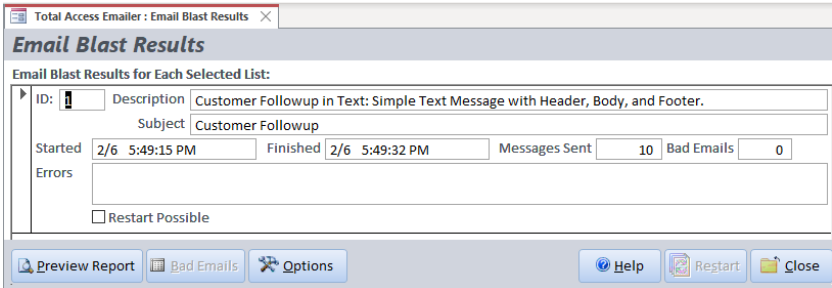 Total Access Emailer : Email Blast Results
Email Blast Results
Email Blast Results for Each Selected List:
ID: 1 Description Customer Followup in Text: Simple Text Message with Header, Body, and Footer.
Subject Customer Followup
Started 2/6 5:49:15 PM Finished 2/6 5:49:32 PM Messages Sent 10 Bad Emails 0
Errors
Restart Possible
Preview Report Bad Emails Options Help Restart Close